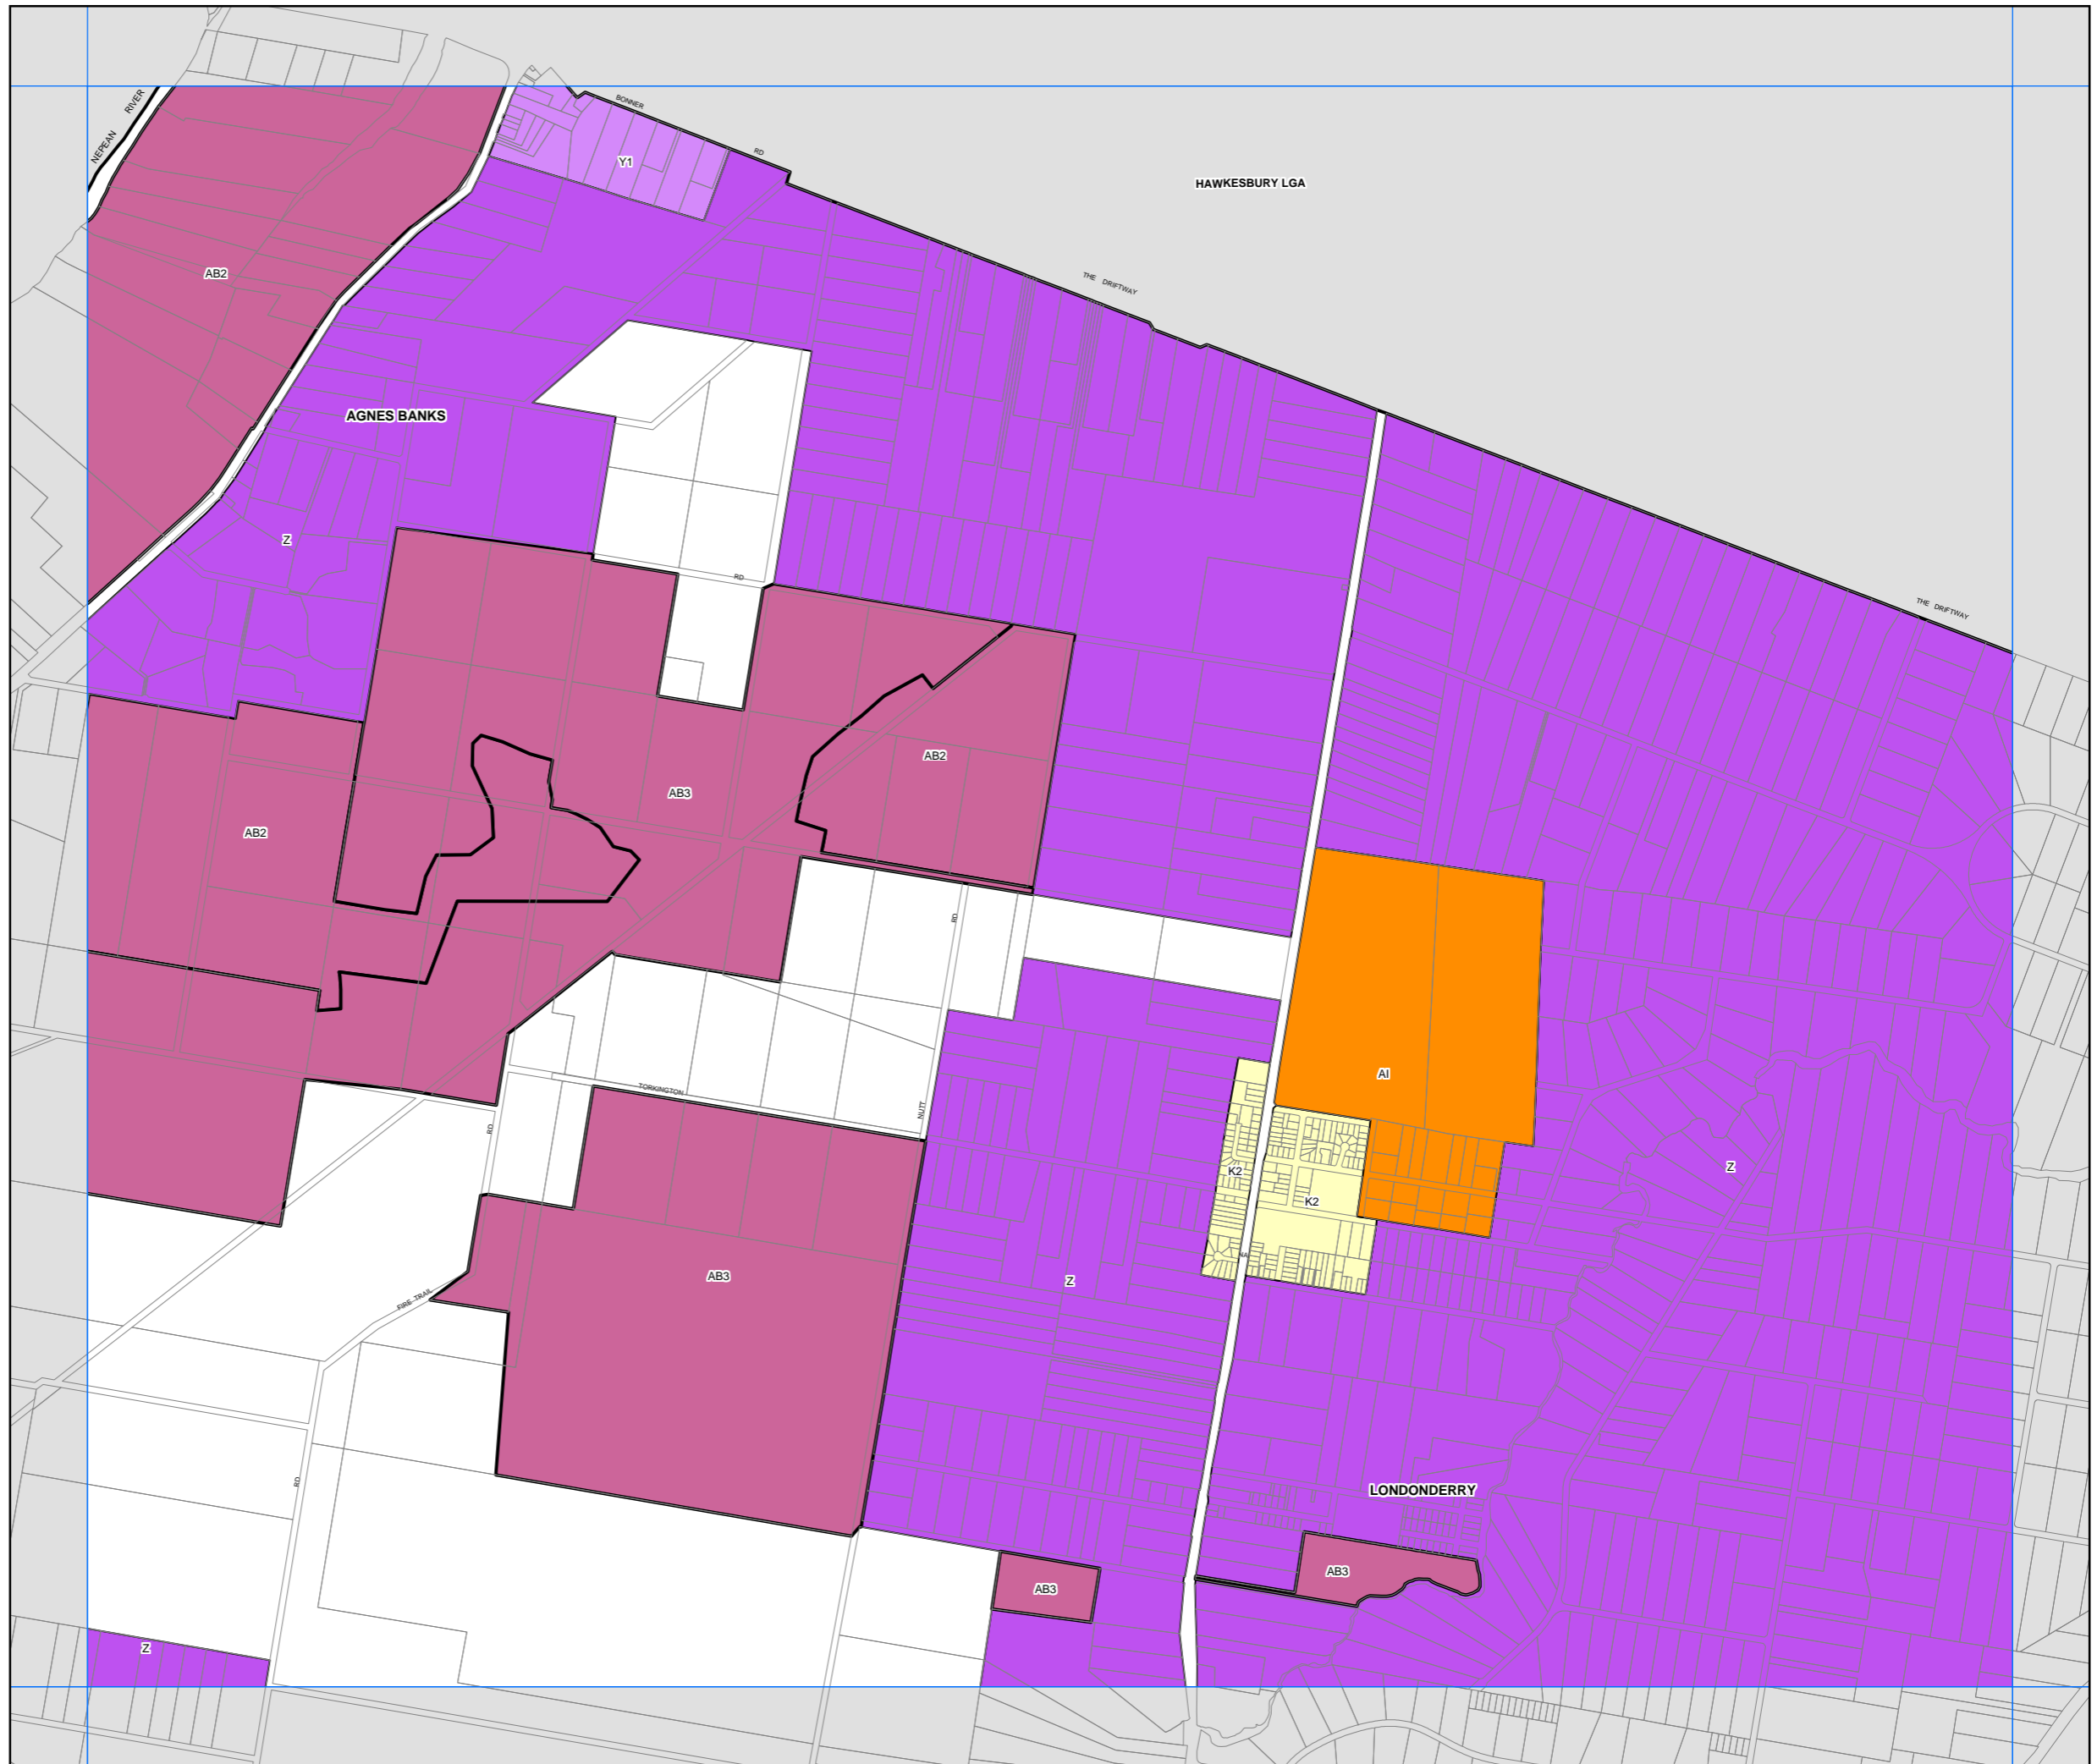 NEPEAN RIVER
BONNER
RD
Y1
HAWKESBURY LGA
AB2
THE DRIFTWAY
AGNES BANKS
Z
RD
THE DRIFTWAY
AB2
AB3
AB2
RD
AI
TORKINGTON
NUTT
RD
K2
Z
K2
AB3
Z
FIRE TRAIL
RD
LONDONDERRY
AB3
AB3
Z